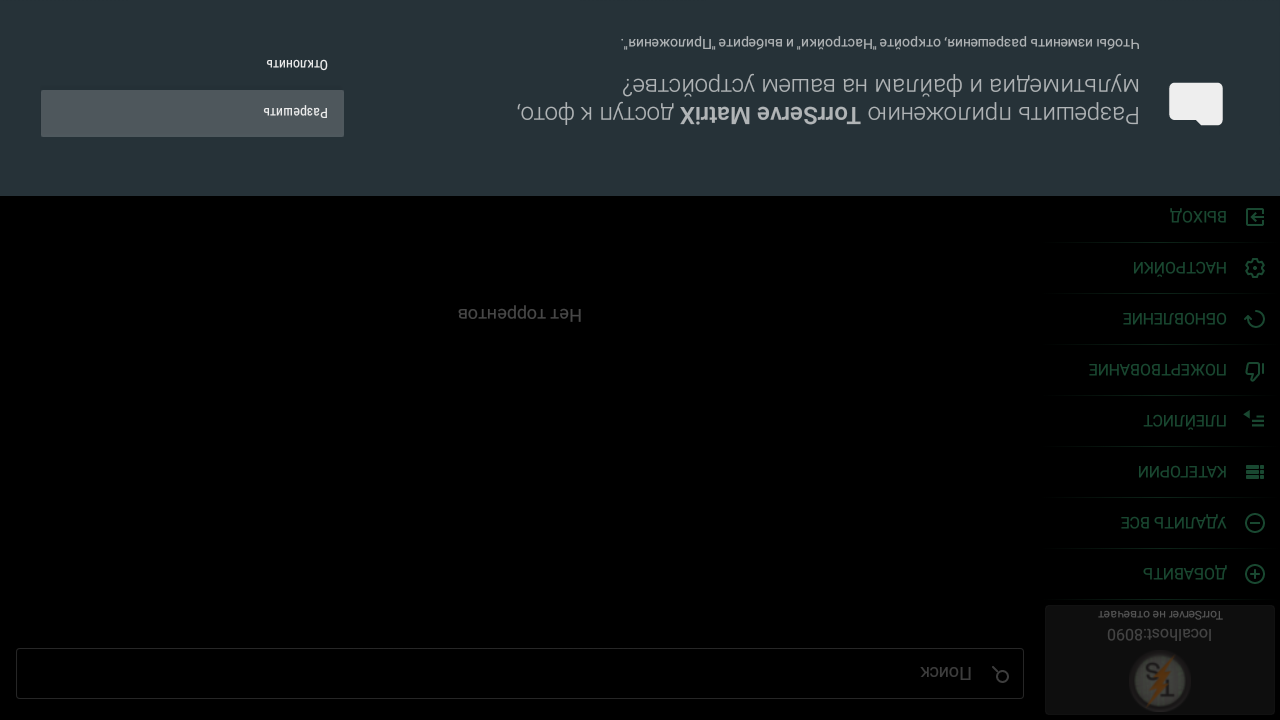 TS
localhost:8090
TorrServer не отвечает
ДОБАВИТЬ
УДАЛИТЬ ВСЕ
КАТЕГОРИИ
ПЛЕЙЛИСТ
ПОЖЕРТВОВАНИЕ
ОБНОВЛЕНИЕ
НАСТРОЙКИ
ВЫХОД
Поиск
Нет торрентов
Разрешить приложению TorrServe MatriX доступ к фото,
мультимедиа и файлам на вашем устройстве?
Чтобы изменить разрешения, откройте "Настройки" и выберите "Приложения".
Разрешить
Отклонить